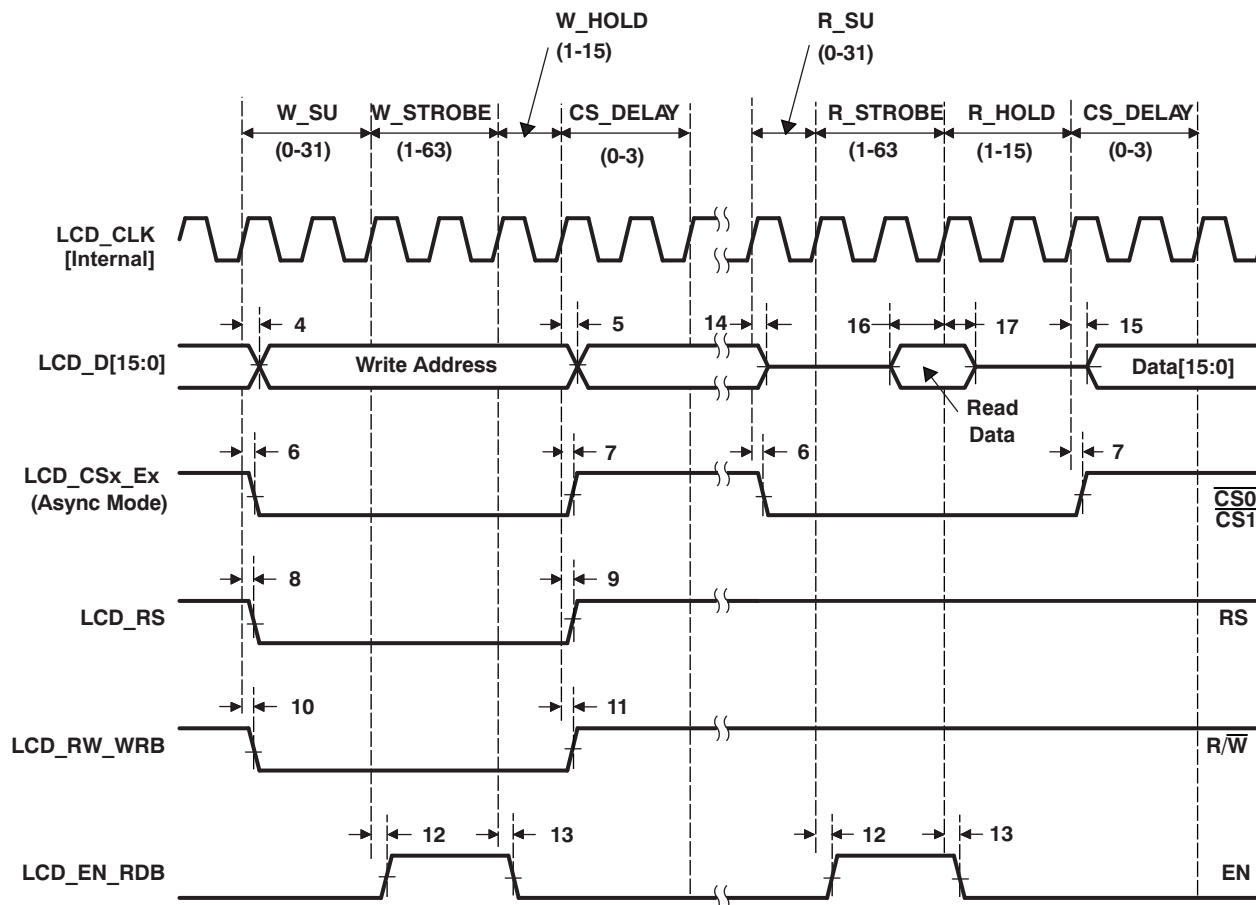 W_HOLD
(1-15)
R_SU
(0-31)
W_SU
W_STROBE
CS_DELAY
R_STROBE
R_HOLD
CS_DELAY
(0-31)
(1-63)
(0-3)
(1-63
(1-15)
(0-3)
LCD_CLK
[Internal]
4
5
14
16
17
15
LCD_D[15:0]
Write Address
Data[15:0]
Read
Data
6
7
6
7
LCD_CSx_Ex
(Async Mode)
CS0
CS1
8
9
LCD_RS
RS
10
11
LCD_RW_WRB
R/W
12
13
12
13
LCD_EN_RDB
EN